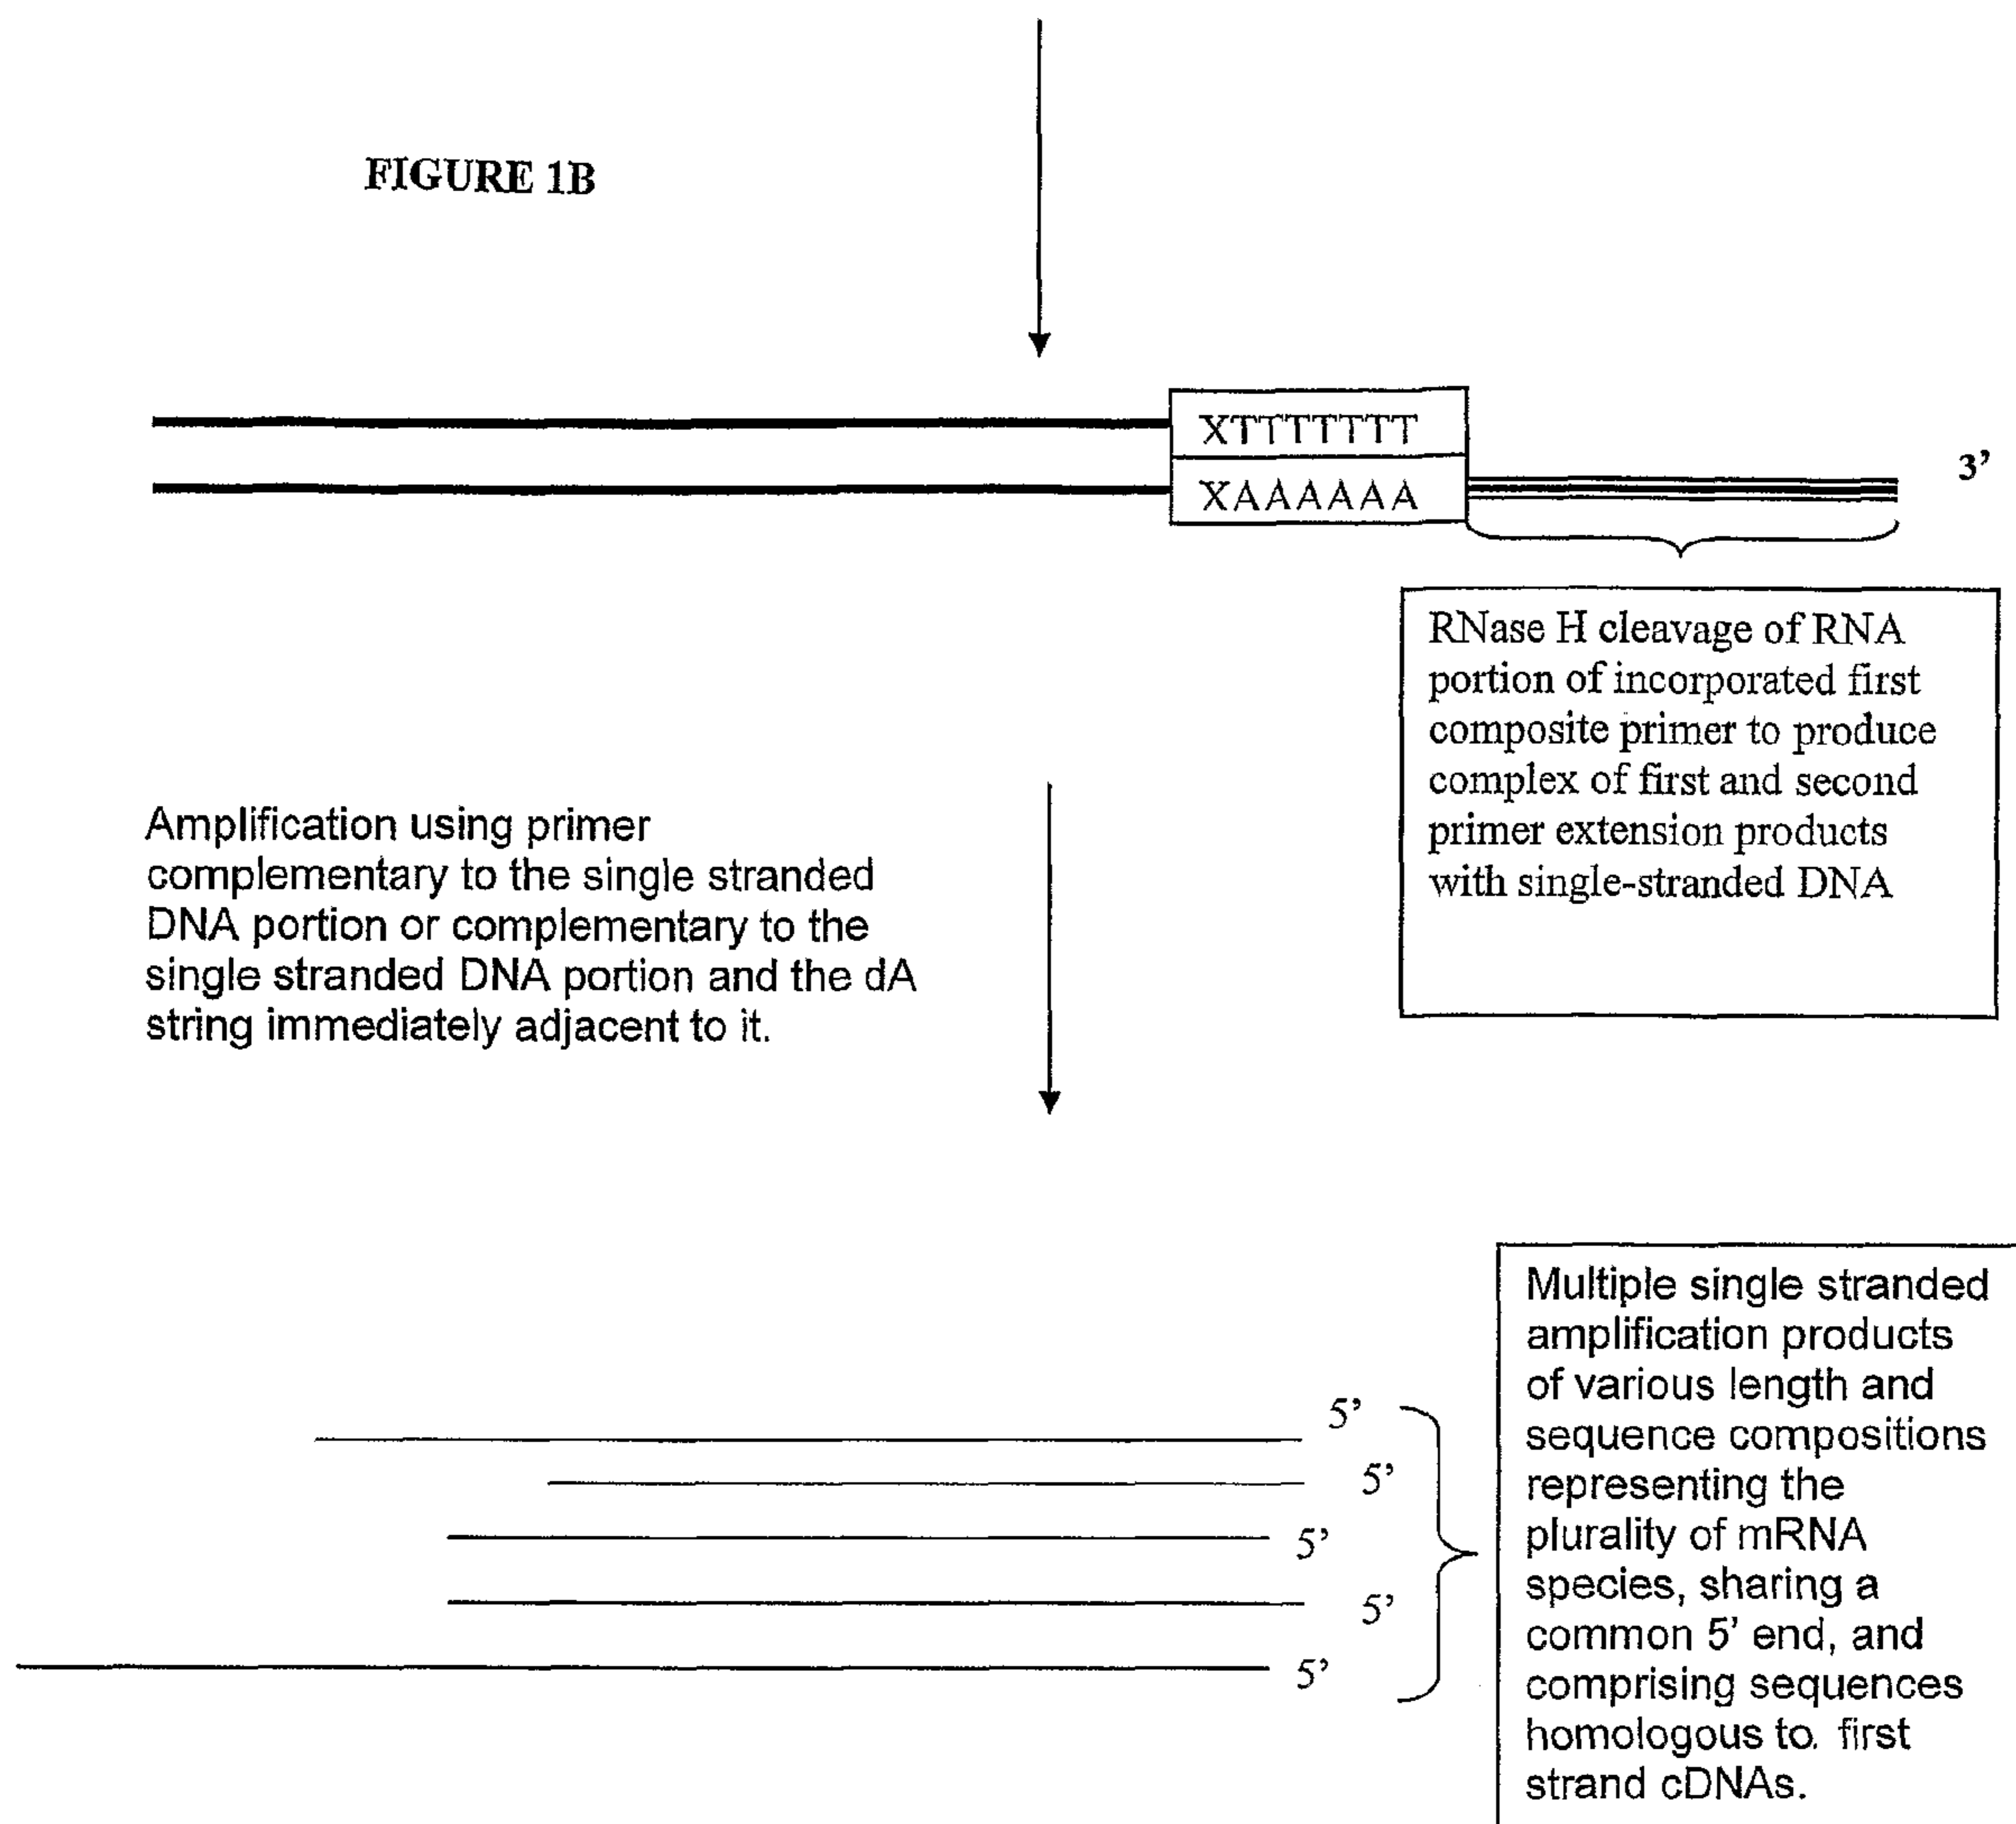 FIGURE 1B
XTTTTTTT
XAAAAAA
3’
RNase H cleavage of RNA
portion of incorporated first
composite primer to produce
complex of first and second
primer extension products
with single-stranded DNA
Amplification using primer
complementary to the single stranded
DNA portion or complementary to the
single stranded DNA portion and the dA
string immediately adjacent to it.
5’
5’
5’
5’
5’
Multiple single stranded
amplification products
of various length and
sequence compositions
representing the
plurality of mRNA
species, sharing a
common 5’ end, and
comprising sequences
homologous to. first
strand cDNAs.